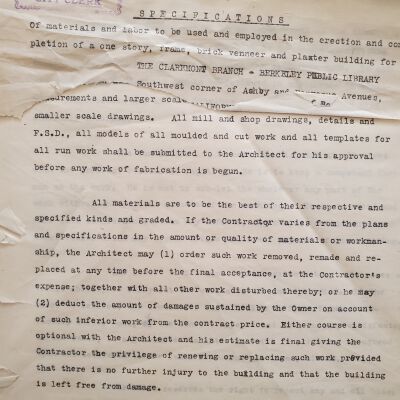 CLERK
SPECIFICATIONS
Of materials and labor to be used and employed in the erection and com
pletion of a one story, frame, brick venneer and plaster building for
THE CLAREMONT BRANCH - BERKELEY PUBLIC LIBRARY
Southwest corner of Ashby and Avenues,
urements and larger scale
smaller scale drawings. All mill and shop drawings, details and
F.S.D., all models of all moulded and cut work and all templates for
all run work shall be submitted to the Architect for his approval
before any work of fabrication is begun.
All materials are to be the best of their respective and
specified kinds and graded. If the Contractor varies from the plans
and specifications in the amount or quality of materials or workman-
ship, the Architect may (1) order such work removed, remade and re-
placed at any time before the final acceptance, at the Contractor's
expense; together with all other work disturbed thereby; or he may
(2) deduct the amount of damages sustained by the Owner on account
of such inferior work from the contract price. Either course is
optional with the Architect and his estimate is final giving the
Contractor the privilege of renewing or replacing such work provided
that there is no further injury to the building and that the building
is left free from damage.